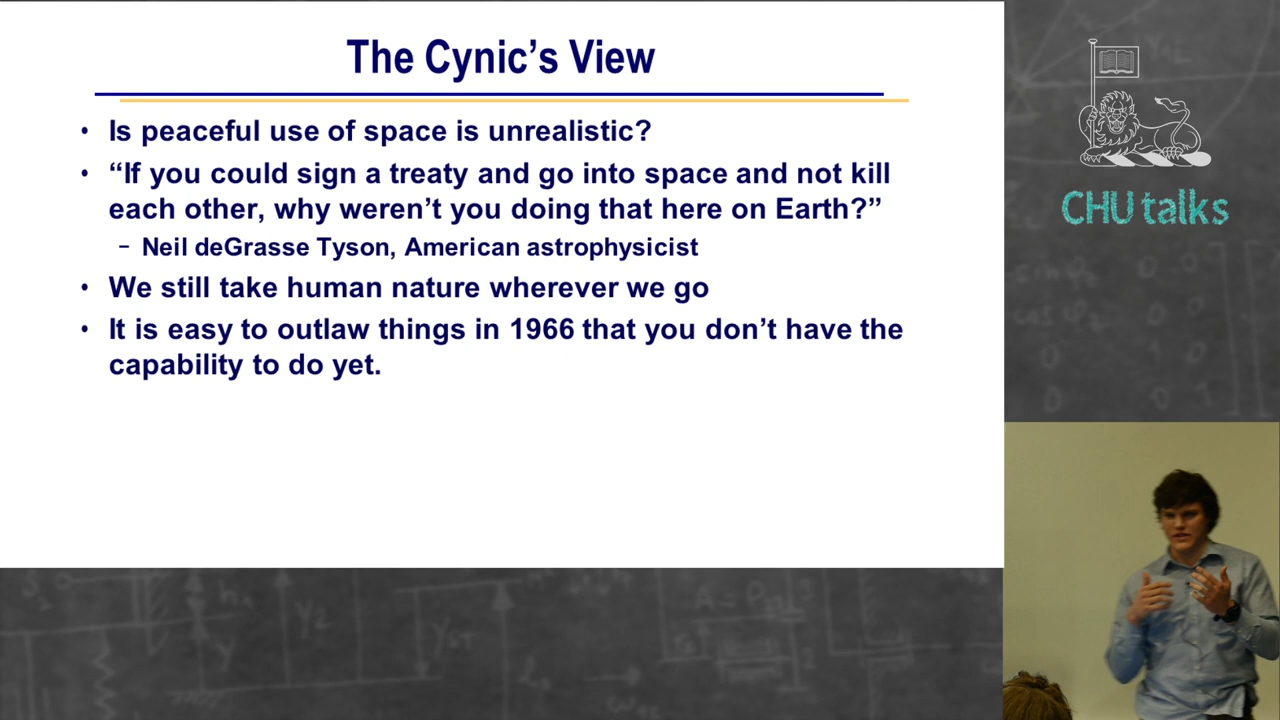 The Cynic's View
• Is peaceful use of space is unrealistic?
• “If you could sign a treaty and go into space and not kill
each other, why weren't you doing that here on Earth?”
– Neil deGrasse Tyson, American astrophysicist
• We still take human nature wherever we go
• It is easy to outlaw things in 1966 that you don't have the
capability to do yet.
CHU talks